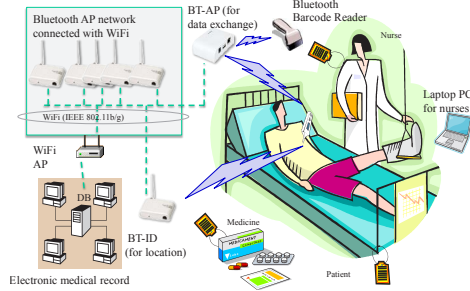 Bluetooth AP network
connected with WiFi
BT-AP (for
data exchange)
Bluetooth
Barcode Reader
Nurse
Laptop PC
for nurses
WiFi (IEEE 802.11b/g)
WiFi
AP
DB
BT-ID
(for location)
Electronic medical record
Medicine
MEDICAMENT
Patient